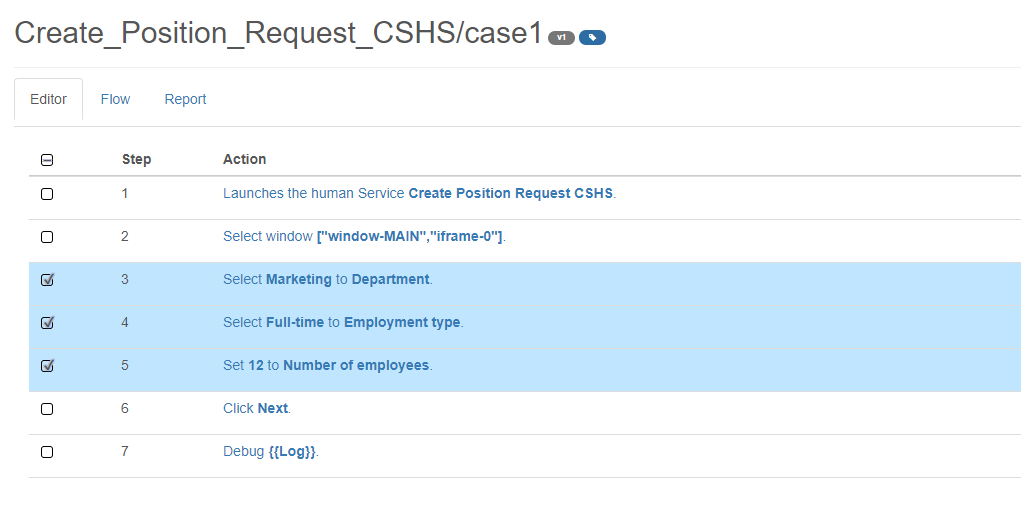 Create_Position_Request_CSHS/case1 v1
Editor Flow Report
Step Action
1 Launches the human Service Create Position Request CSHS.
2 Select window ["window-MAIN","iframe-0"].
3 Select Marketing to Department.
4 Select Full-time to Employment type.
5 Set 12 to Number of employees.
6 Click Next.
7 Debug {{Log}}.